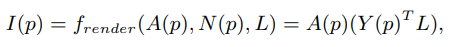 I(p) = f_{render}(A(p), N(p), L) = A(p)(Y(p)^T L),